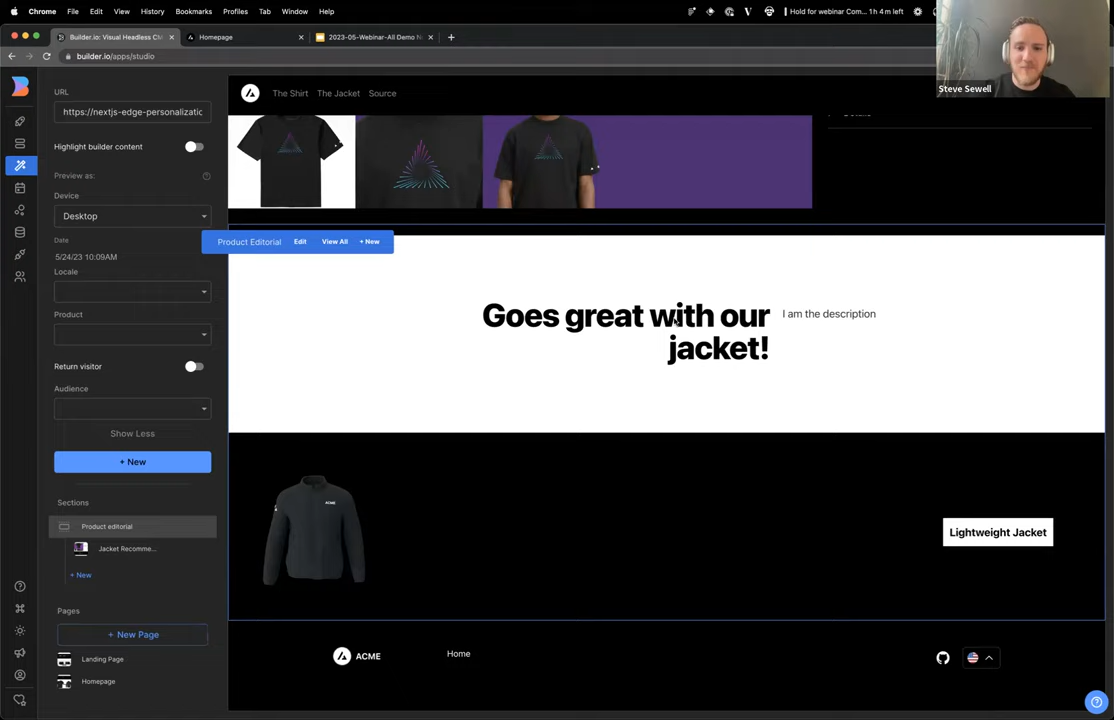 Chrome File Edit View History Bookmarks Profiles Tab Window Help
Hold for webinar Com... 1h 4m left
Builder.io: Visual Headless CM
Homepage
2023-05-Webinar-All Demo N
builder.io/apps/studio
Steve Sewell
URL
https://nextjs-edge-personalizatic
Highlight builder content
Preview as:
Device
Desktop
Date
5/24/23 10:09AM
Locale
Product
Return visitor
Audience
Show Less
+ New
Sections
Product editorial
Jacket Recomme...
+ New
Pages
+ New Page
Landing Page
Homepage
The Shirt The Jacket Source
Product Editorial Edit View All + New
Goes great with our
jacket!
I am the description
ACME
Lightweight Jacket
ACME
Home